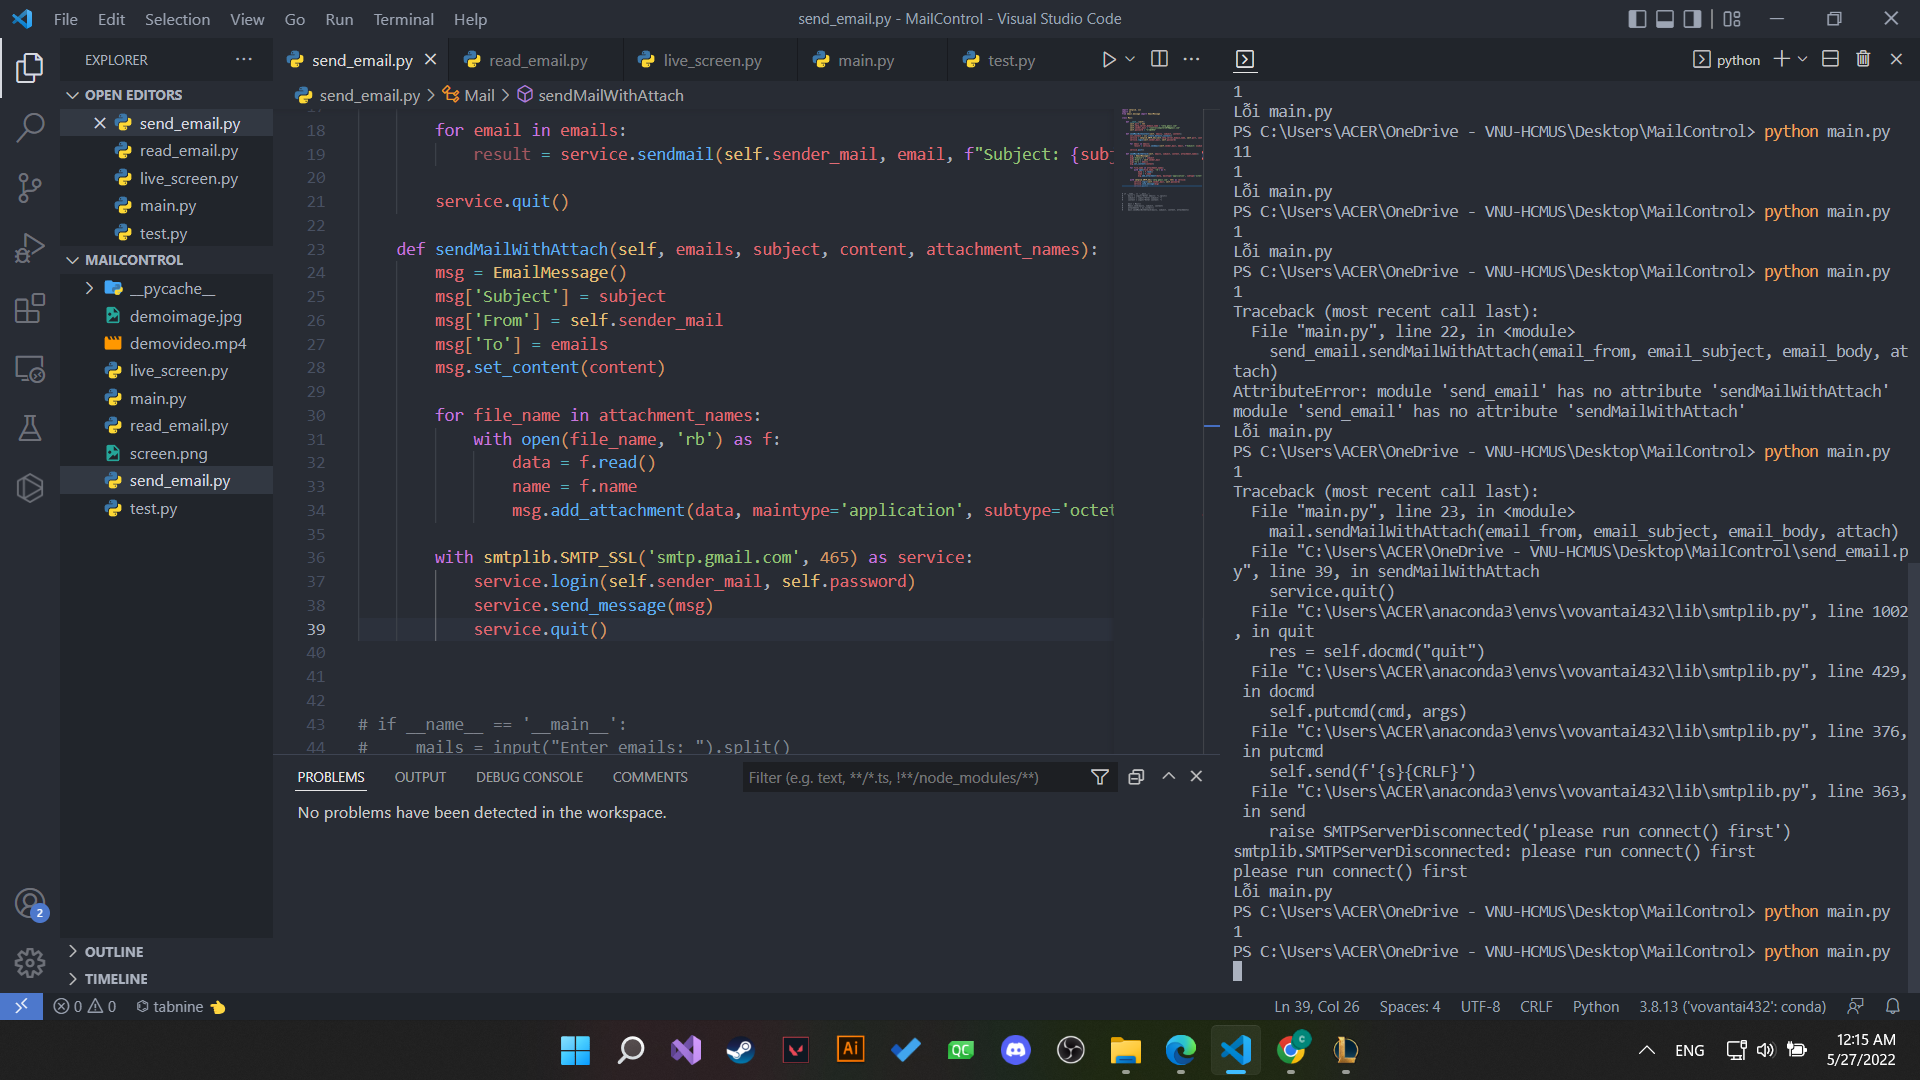 File Edit Selection View Go Run Terminal Help
send_email.py - MailControl - Visual Studio Code
EXPLORER
OPEN EDITORS
send_email.py
read_email.py
live_screen.py
main.py
test.py
MAILCONTROL
__pycache__
demoimage.jpg
demovideo.mp4
live_screen.py
main.py
read_email.py
screen.png
send_email.py
test.py
OUTLINE
TIMELINE
send_email.py read_email.py live_screen.py main.py test.py
send_email.py > Mail > sendMailWithAttach
18 for email in emails:
19 result = service.sendmail(self.sender_mail, email, f"Subject: {subj
20
21 service.quit()
22
23 def sendMailWithAttach(self, emails, subject, content, attachment_names):
24 msg = EmailMessage()
25 msg['Subject'] = subject
26 msg['From'] = self.sender_mail
27 msg['To'] = emails
28 msg.set_content(content)
29
30 for file_name in attachment_names:
31 with open(file_name, 'rb') as f:
32 data = f.read()
33 name = f.name
34 msg.add_attachment(data, maintype='application', subtype='octet
35
36 with smtplib.SMTP_SSL('smtp.gmail.com', 465) as service:
37 service.login(self.sender_mail, self.password)
38 service.send_message(msg)
39 service.quit()
40
41
42
43 # if __name__ == '__main__':
44 # mails = input("Enter emails: ").split()
PROBLEMS OUTPUT DEBUG CONSOLE COMMENTS
Filter (e.g. text, **/*.ts, !**/node_modules/**)
No problems have been detected in the workspace.
python
1
Lỗi main.py
PS C:\Users\ACER\OneDrive - VNU-HCMUS\Desktop\MailControl> python main.py
11
1
Lỗi main.py
PS C:\Users\ACER\OneDrive - VNU-HCMUS\Desktop\MailControl> python main.py
1
Lỗi main.py
PS C:\Users\ACER\OneDrive - VNU-HCMUS\Desktop\MailControl> python main.py
1
Traceback (most recent call last):
File "main.py", line 22, in <module>
send_email.sendMailWithAttach(email_from, email_subject, email_body, at
tach)
AttributeError: module 'send_email' has no attribute 'sendMailWithAttach'
module 'send_email' has no attribute 'sendMailWithAttach'
Lỗi main.py
PS C:\Users\ACER\OneDrive - VNU-HCMUS\Desktop\MailControl> python main.py
1
Traceback (most recent call last):
File "main.py", line 23, in <module>
mail.sendMailWithAttach(email_from, email_subject, email_body, attach)
File "C:\Users\ACER\OneDrive - VNU-HCMUS\Desktop\MailControl\send_email.p
y", line 39, in sendMailWithAttach
service.quit()
File "C:\Users\ACER\anaconda3\envs\vovantai432\lib\smtplib.py", line 1002
, in quit
res = self.docmd("quit")
File "C:\Users\ACER\anaconda3\envs\vovantai432\lib\smtplib.py", line 429,
in docmd
self.putcmd(cmd, args)
File "C:\Users\ACER\anaconda3\envs\vovantai432\lib\smtplib.py", line 376,
in putcmd
self.send(f'{s}{CRLF}')
File "C:\Users\ACER\anaconda3\envs\vovantai432\lib\smtplib.py", line 363,
in send
raise SMTPServerDisconnected('please run connect() first')
smtplib.SMTPServerDisconnected: please run connect() first
please run connect() first
Lỗi main.py
PS C:\Users\ACER\OneDrive - VNU-HCMUS\Desktop\MailControl> python main.py
1
PS C:\Users\ACER\OneDrive - VNU-HCMUS\Desktop\MailControl> python main.py
2
0 0 tabnine
Ln 39, Col 26 Spaces: 4 UTF-8 CRLF Python 3.8.13 ('vovantai432': conda)
Ai QC C
ENG
12:15 AM
5/27/2022